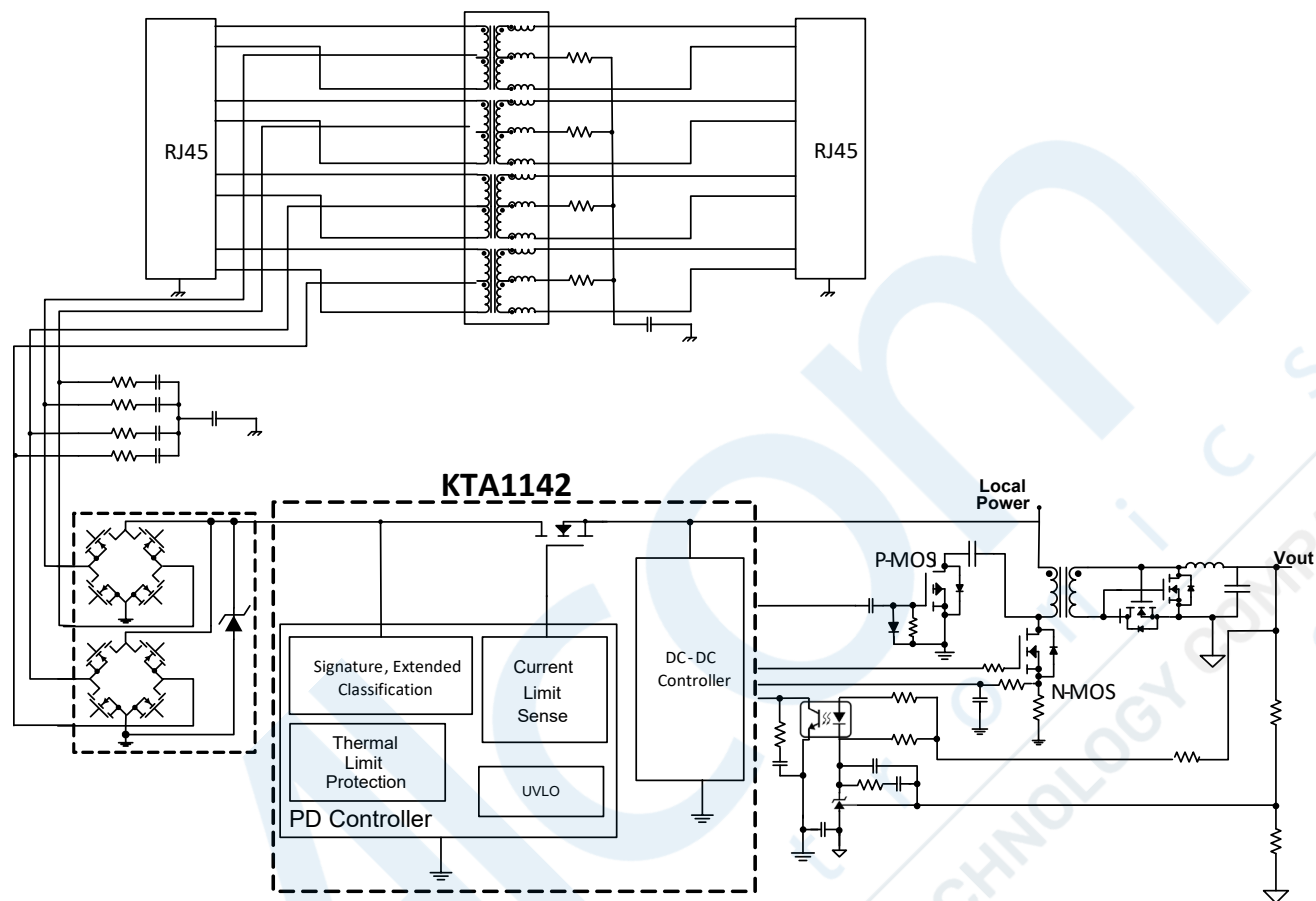 RJ45
RJ45
KTA1142
Local
Power
P-MOS
Vout
Signature, Extended
Classification
Current
Limit
Sense
DC-DC
Controller
N-MOS
Thermal
Limit
Protection
UVLO
PD Controller